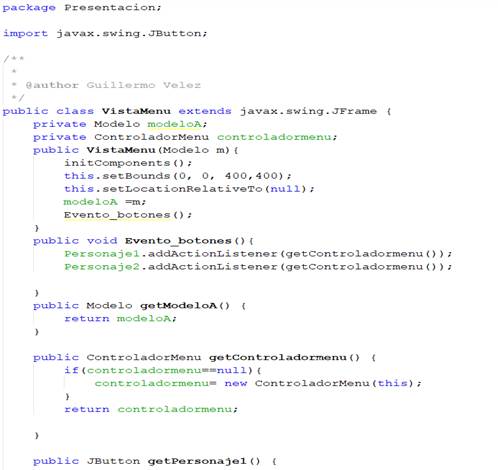 package Presentacion;
import javax.swing.JButton;
/**
*
* @author Guillermo Velez
*/
public class VistaMenu extends javax.swing.JFrame {
private Modelo modeloA;
private ControladorMenu controladormenu;
public VistaMenu(Modelo m){
initComponents();
this.setBounds(0, 0, 400,400);
this.setLocationRelativeTo(null);
modeloA =m;
Evento_botones();
}
public void Evento_botones(){
Personaje1.addActionListener(getControladormenu());
Personaje2.addActionListener(getControladormenu());
}
public Modelo getModeloA() {
return modeloA;
}
public ControladorMenu getControladormenu() {
if(controladormenu==null){
controladormenu= new ControladorMenu(this);
}
return controladormenu;
}
public JButton getPersonaje1() {